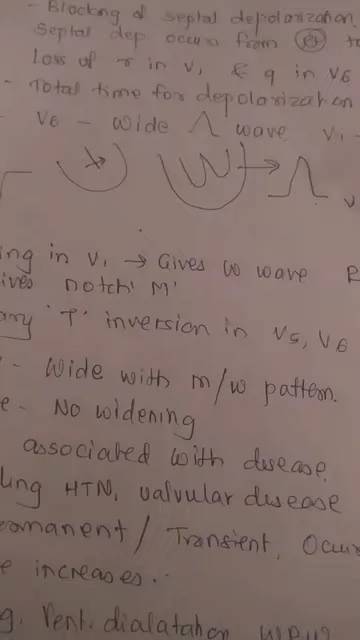 - Blocking of septal depolarization.
Septal dep occurs from
Loss of r in V1 & q in V6
- Total time for depolarization
- V6 - Wide Λ wave V1 -
V
ing in V1 → Gives W wave R
ives notch 'M'
ary 'T' inversion in V5, V6
- Wide with m/w pattern.
e - No widening
associated with disease
ling HTN, valvular disease
ermanent / Transient, Occurs
e increases.
g. Vent. dialatation,